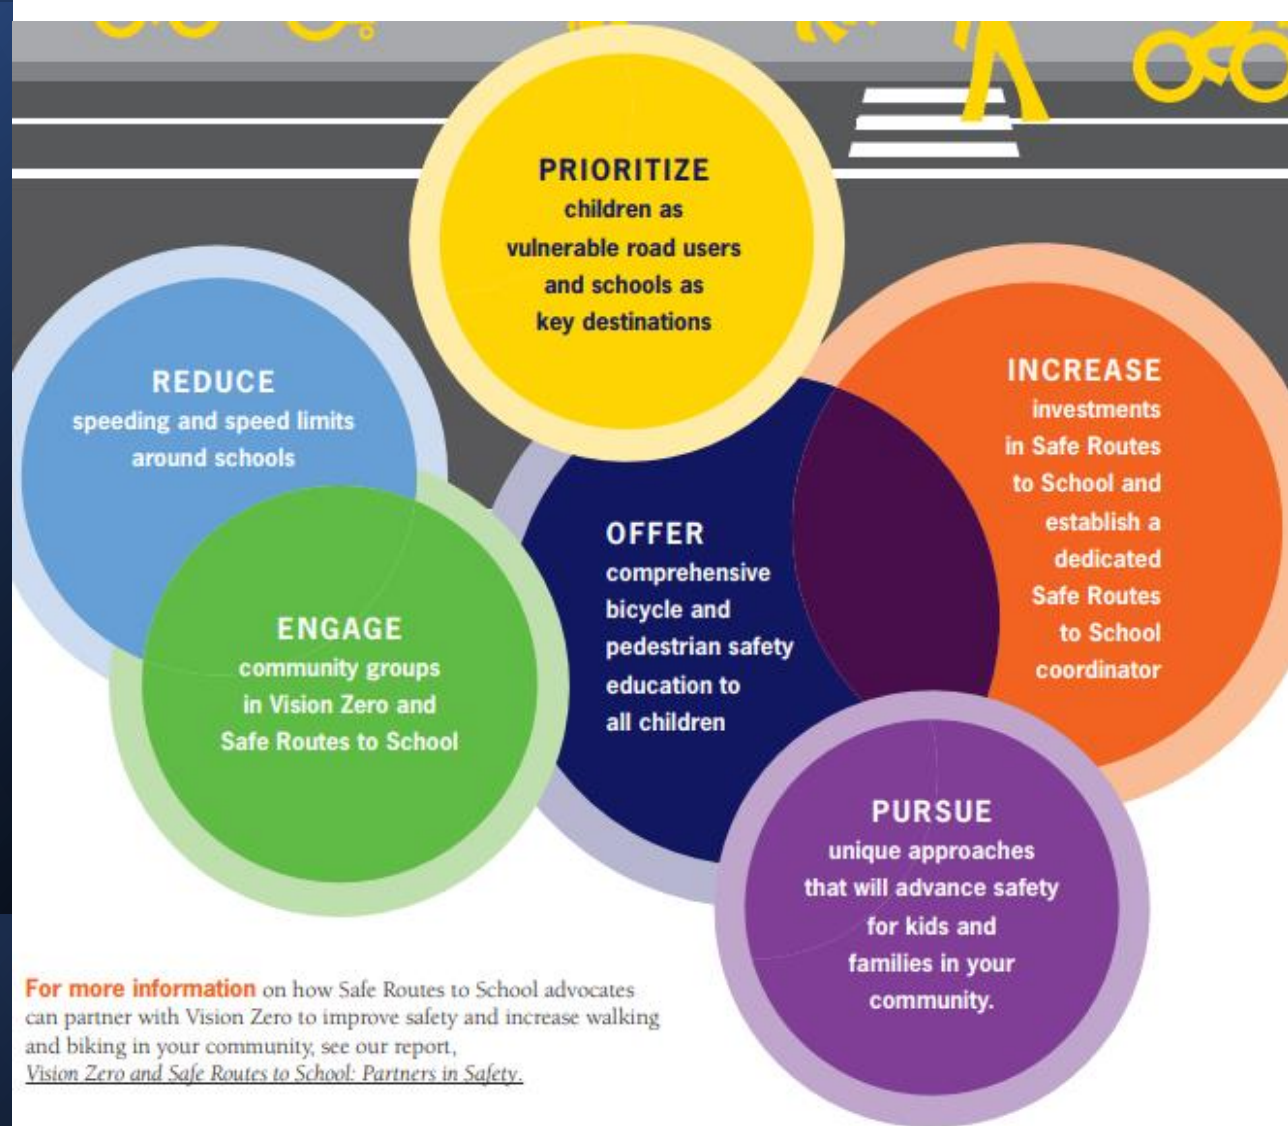 PRIORITIZE
children as
vulnerable road users
and schools as
key destinations
REDUCE
speeding and speed limits
around schools
INCREASE
investments
in Safe Routes
to School and
establish a
dedicated
Safe Routes
to School
coordinator
OFFER
comprehensive
bicycle and
pedestrian safety
education to
all children
ENGAGE
community groups
in Vision Zero and
Safe Routes to School
PURSUE
unique approaches
that will advance safety
for kids and
families in your
community.
For more information on how Safe Routes to School advocates
can partner with Vision Zero to improve safety and increase walking
and biking in your community, see our report,
Vision Zero and Safe Routes to School: Partners in Safety.